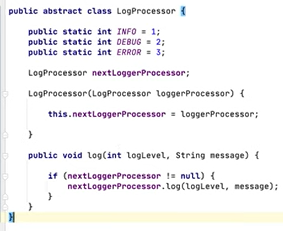 public abstract class LogProcessor {
public static int INFO = 1;
public static int DEBUG = 2;
public static int ERROR = 3;
LogProcessor nextLoggerProcessor;
LogProcessor(LogProcessor loggerProcessor) {
this.nextLoggerProcessor = loggerProcessor;
}
public void log(int logLevel, String message) {
if (nextLoggerProcessor != null) {
nextLoggerProcessor.log(logLevel, message);
}
}
}